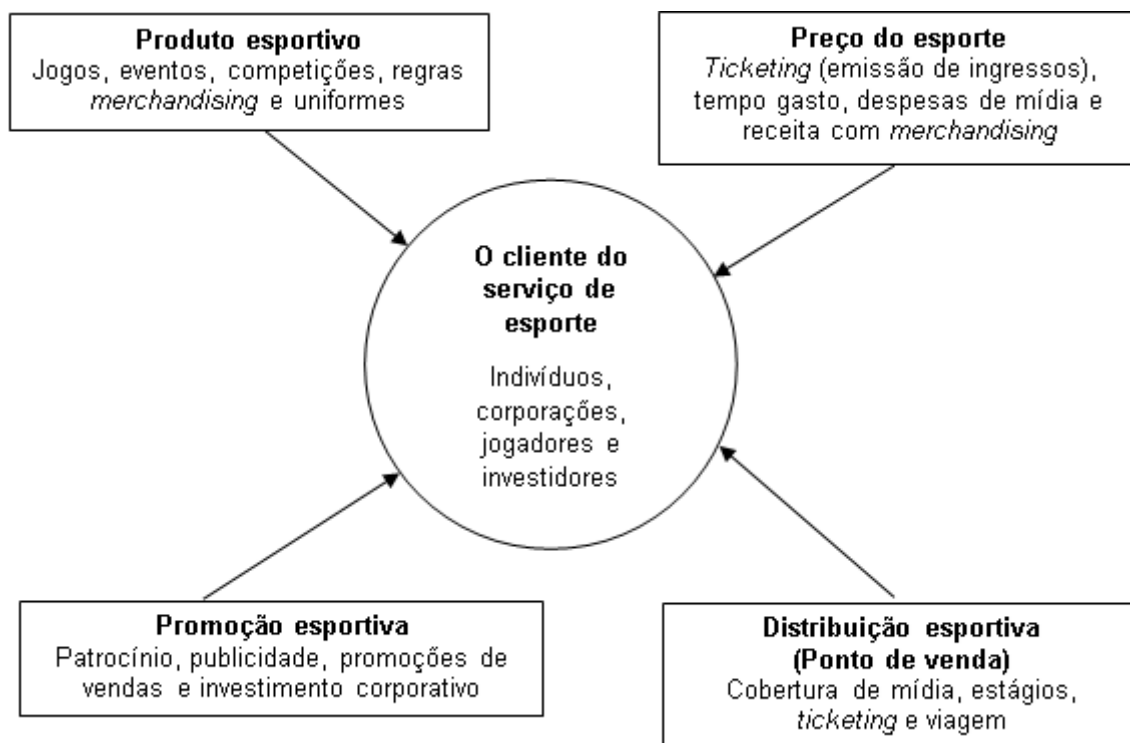 Produto esportivo
Jogos, eventos, competições, regras
merchandising e uniformes
Preço do esporte
Ticketing (emissão de ingressos),
tempo gasto, despesas de mídia e
receita com merchandising
O cliente do
serviço de
esporte
Indivíduos,
corporações,
jogadores e
investidores
Promoção esportiva
Patrocínio, publicidade, promoções de
vendas e investimento corporativo
Distribuição esportiva
(Ponto de venda)
Cobertura de mídia, estágios,
ticketing e viagem